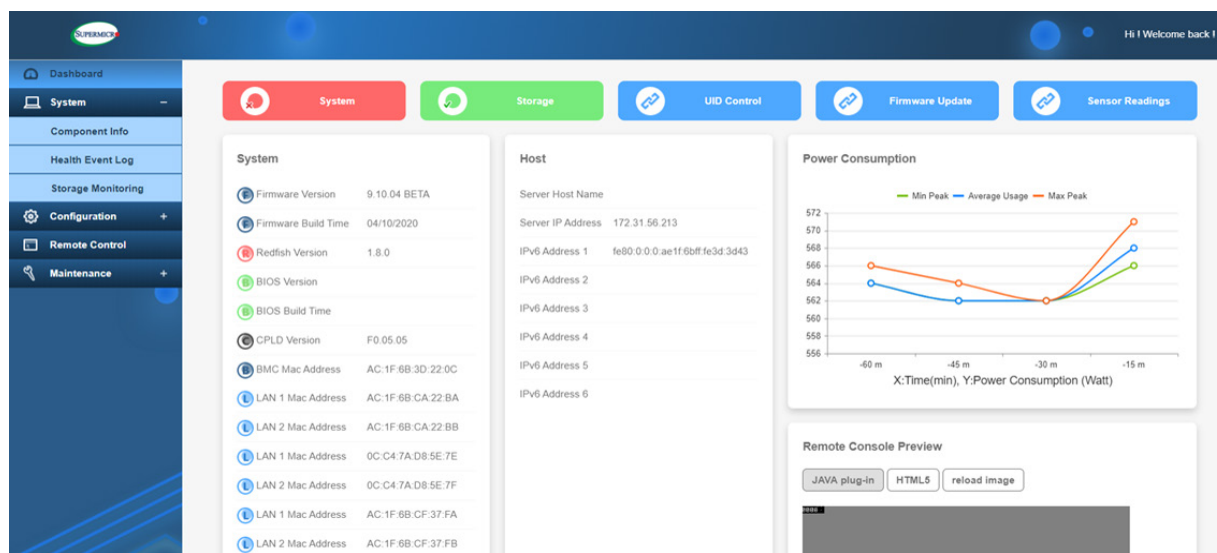 SUPERMICR
Hi ! Welcome back !
Dashboard
System −
Component Info
Health Event Log
Storage Monitoring
Configuration +
Remote Control
Maintenance +
System
Storage
UID Control
Firmware Update
Sensor Readings
System
Firmware Version 9.10.04 BETA
Firmware Build Time 04/10/2020
Redfish Version 1.8.0
BIOS Version
BIOS Build Time
CPLD Version F0.05.05
BMC Mac Address AC:1F:6B:3D:22:0C
LAN 1 Mac Address AC:1F:6B:CA:22:BA
LAN 2 Mac Address AC:1F:6B:CA:22:BB
LAN 1 Mac Address 0C:C4:7A:D8:5E:7E
LAN 2 Mac Address 0C:C4:7A:D8:5E:7F
LAN 1 Mac Address AC:1F:6B:CF:37:FA
LAN 2 Mac Address AC:1F:6B:CF:37:FB
Host
Server Host Name
Server IP Address 172.31.56.213
IPv6 Address 1 fe80:0:0:0:ae1f:6bff:fe3d:3d43
IPv6 Address 2
IPv6 Address 3
IPv6 Address 4
IPv6 Address 5
IPv6 Address 6
Power Consumption
Min Peak Average Usage Max Peak
572
570
568
566
564
562
560
558
556
-60 m -45 m -30 m -15 m
X:Time(min), Y:Power Consumption (Watt)
Remote Console Preview
JAVA plug-in HTML5 reload image